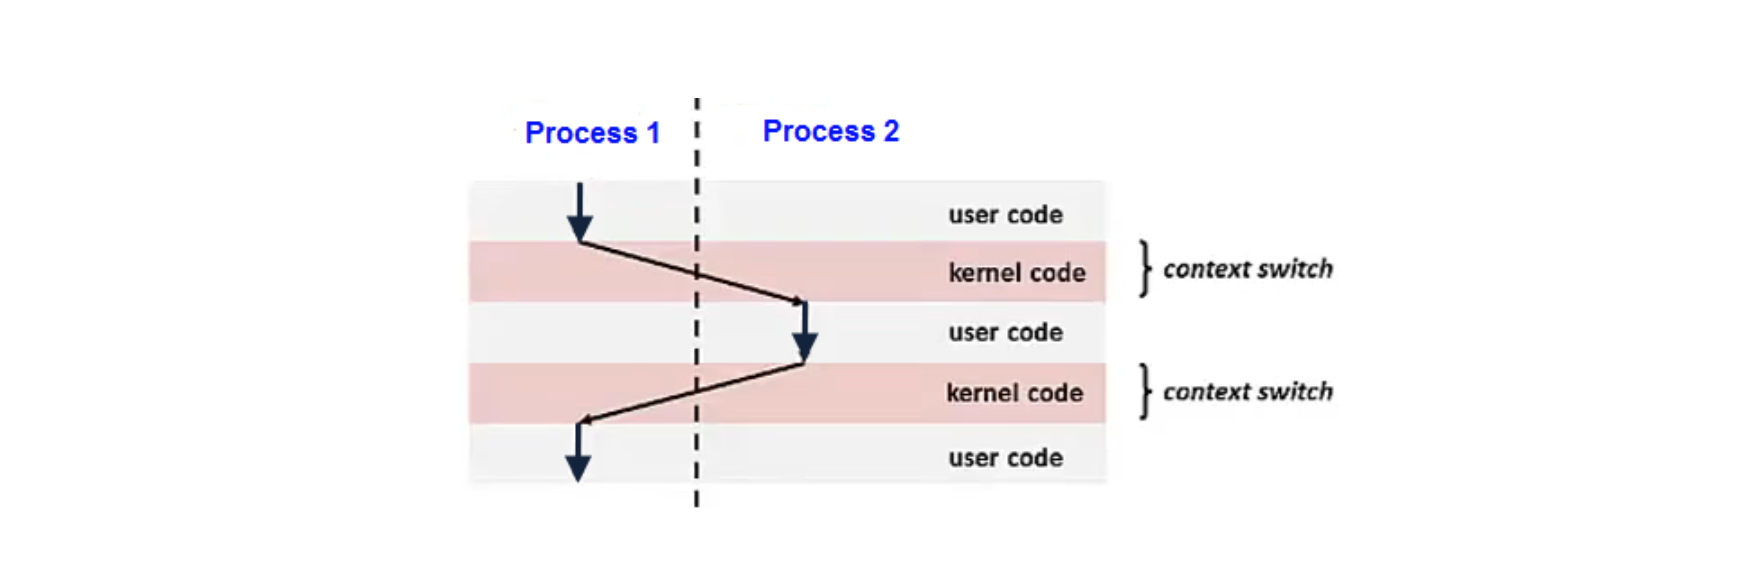 Process 1
Process 2
user code
kernel code
context switch
user code
kernel code
context switch
user code